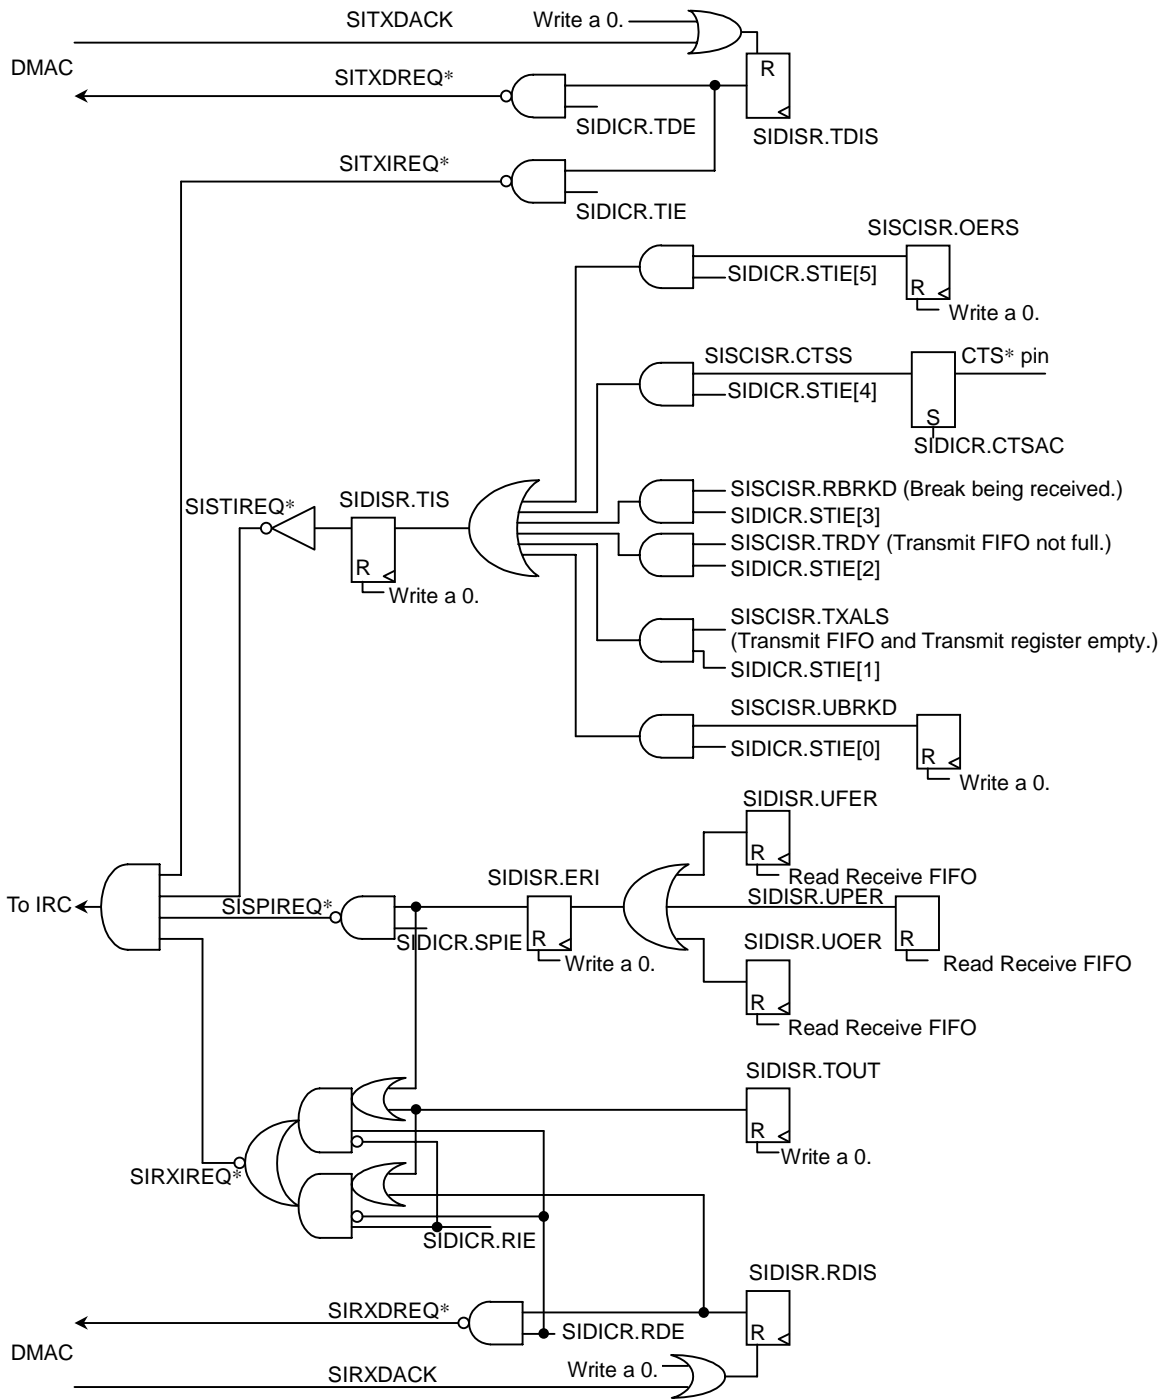 SITXDACK
Write a 0.
DMAC
R
SITXDREQ*
SIDICR.TDE
SIDISR.TDIS
SITXIREQ*
SIDICR.TIE
SISCISR.OERS
SIDICR.STIE[5]
R
Write a 0.
SISCISR.CTSS
CTS* pin
SIDICR.STIE[4]
S
SIDICR.CTSAC
SISTIREQ*
SIDISR.TIS
SISCISR.RBRKD (Break being received.)
SIDICR.STIE[3]
SISCISR.TRDY (Transmit FIFO not full.)
SIDICR.STIE[2]
R
Write a 0.
SISCISR.TXALS
(Transmit FIFO and Transmit register empty.)
SIDICR.STIE[1]
SISCISR.UBRKD
SIDICR.STIE[0]
R
Write a 0.
SIDISR.UFER
R
Read Receive FIFO
SIDISR.ERI
SIDISR.UPER
To IRC
SISPIREQ*
SIDICR.SPIE
R
Write a 0.
SIDISR.UOER
R
Read Receive FIFO
R
Read Receive FIFO
SIDISR.TOUT
R
Write a 0.
SIRXIREQ*
SIDICR.RIE
SIDISR.RDIS
SIRXDREQ*
SIDICR.RDE
R
DMAC
SIRXDACK
Write a 0.